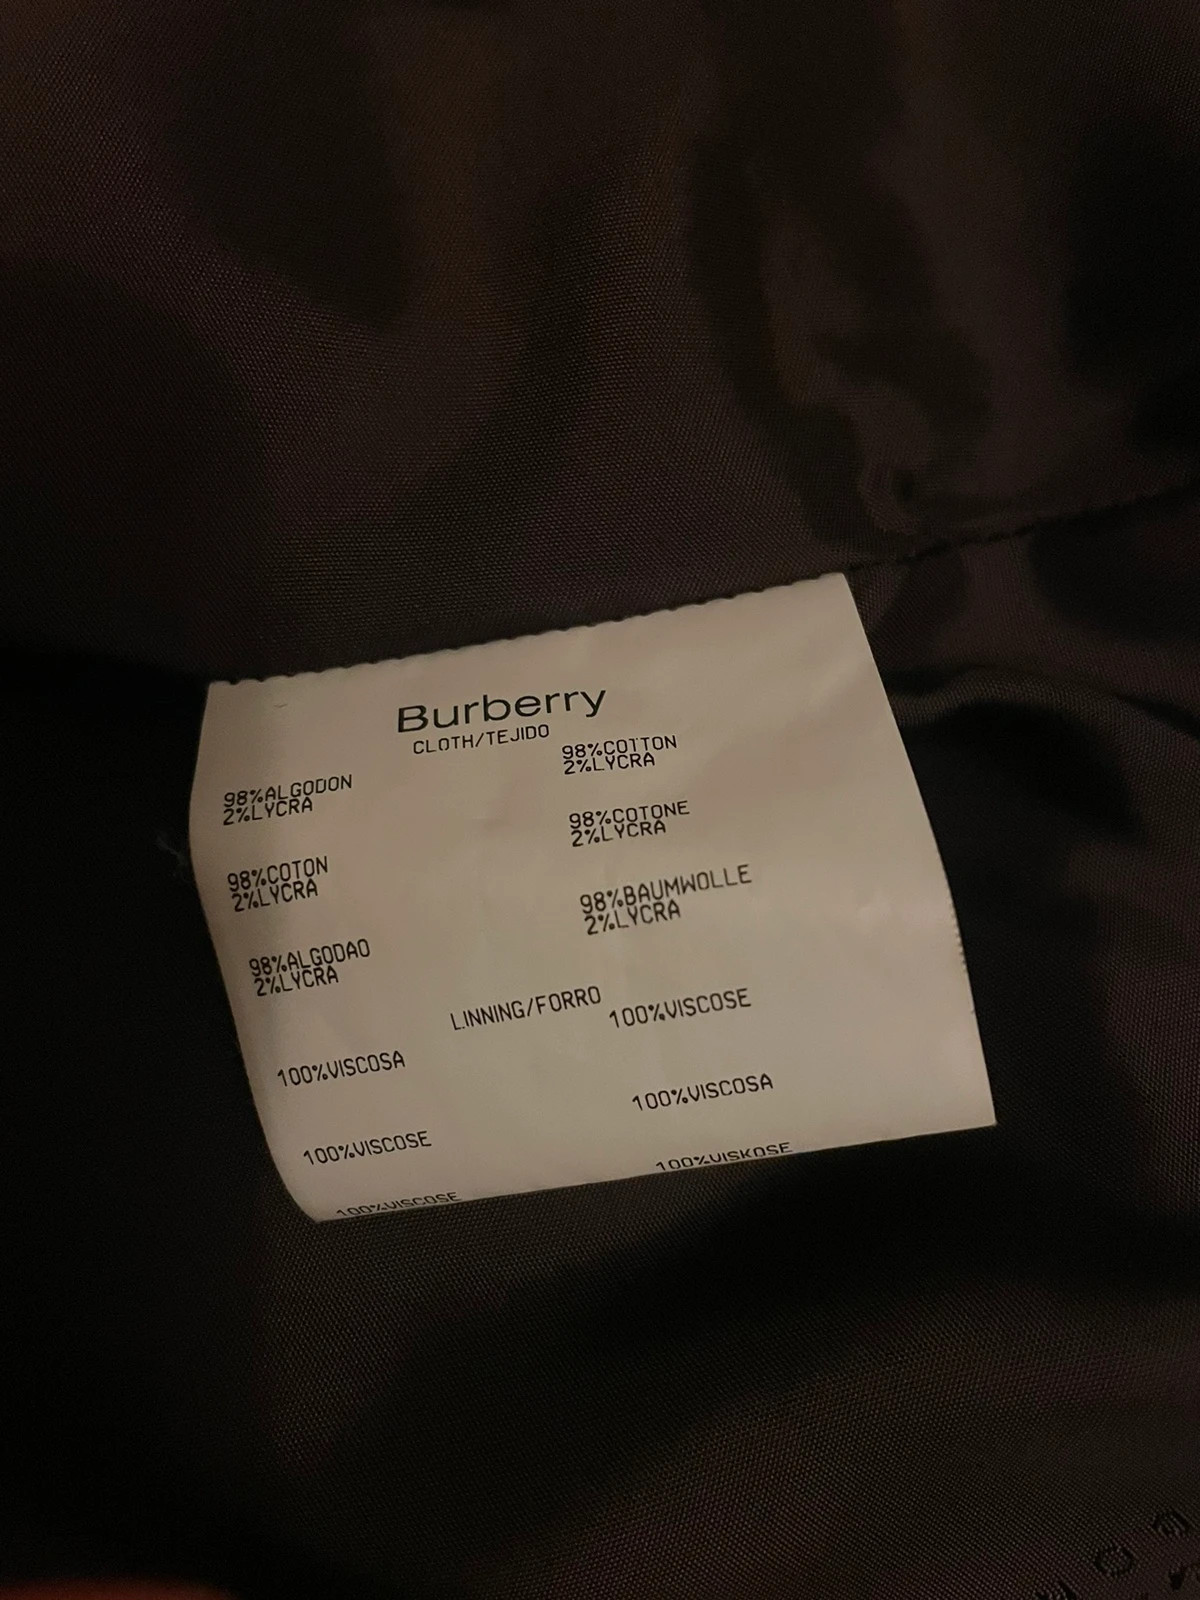 Burberry
CLOTH/TEJIDO
98%ALGODON
2%LYCRA
98%COTTON
2%LYCRA
98%COTON
2%LYCRA
98%COTONE
2%LYCRA
98%ALGODAO
2%LYCRA
98%BAUMWOLLE
2%LYCRA
LINNING/FORRO
100%VISCOSA
100%VISCOSE
100%VISCOSE
100%VISCOSA
100%VISCOSE
100%VISKOSE